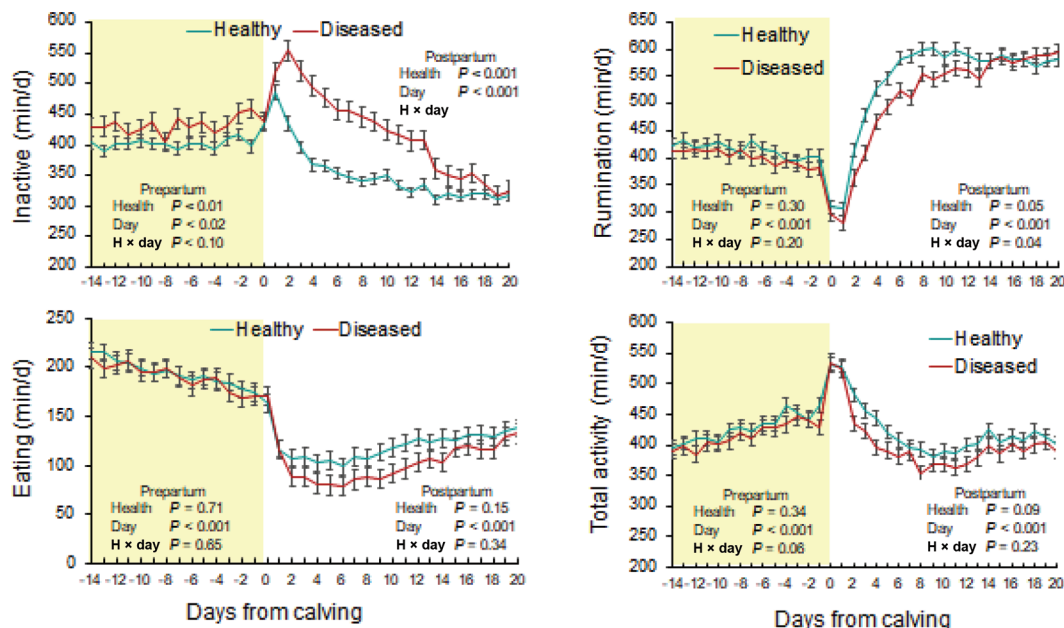 Inactive (min/d)
600
550
500
450
400
350
300
250
200
Healthy Diseased
Postpartum
Health P < 0.001
Day P < 0.001
H × day
Prepartum
Health P < 0.01
Day P < 0.02
H × day P < 0.10
-14 -12 -10 -8 -6 -4 -2 0 2 4 6 8 10 12 14 16 18 20
Rumination (min/d)
650
600
550
500
450
400
350
300
250
200
Healthy
Diseased
Prepartum
Health P = 0.30
Day P < 0.001
H × day P = 0.20
Postpartum
Health P = 0.05
Day P < 0.001
H × day P = 0.04
-14 -12 -10 -8 -6 -4 -2 0 2 4 6 8 10 12 14 16 18 20
Eating (min/d)
250
200
150
100
50
0
Healthy Diseased
Prepartum
Health P = 0.71
Day P < 0.001
H × day P = 0.65
Postpartum
Health P = 0.15
Day P < 0.001
H × day P = 0.34
-14 -12 -10 -8 -6 -4 -2 0 2 4 6 8 10 12 14 16 18 20
Days from calving
Total activity (min/d)
600
550
500
450
400
350
300
250
200
Healthy
Diseased
Prepartum
Health P = 0.34
Day P < 0.001
H × day P = 0.06
Postpartum
Health P = 0.09
Day P < 0.001
H × day P = 0.23
-14 -12 -10 -8 -6 -4 -2 0 2 4 6 8 10 12 14 16 18 20
Days from calving